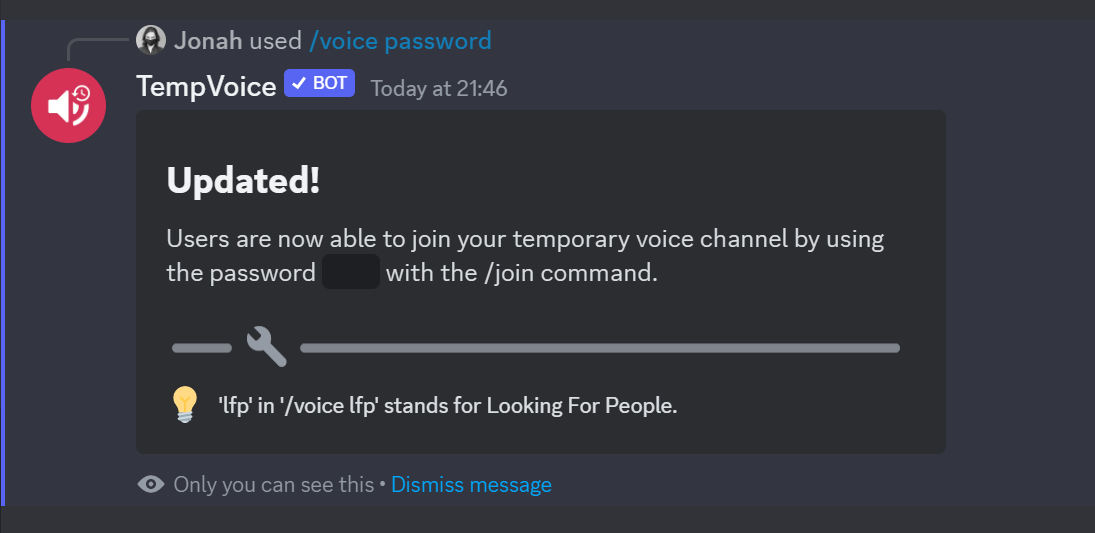 Jonah used /voice password
TempVoice ✓ BOT Today at 21:46
Updated!
Users are now able to join your temporary voice channel by using
the password with the /join command.
'lfp' in '/voice lfp' stands for Looking For People.
Only you can see this • Dismiss message